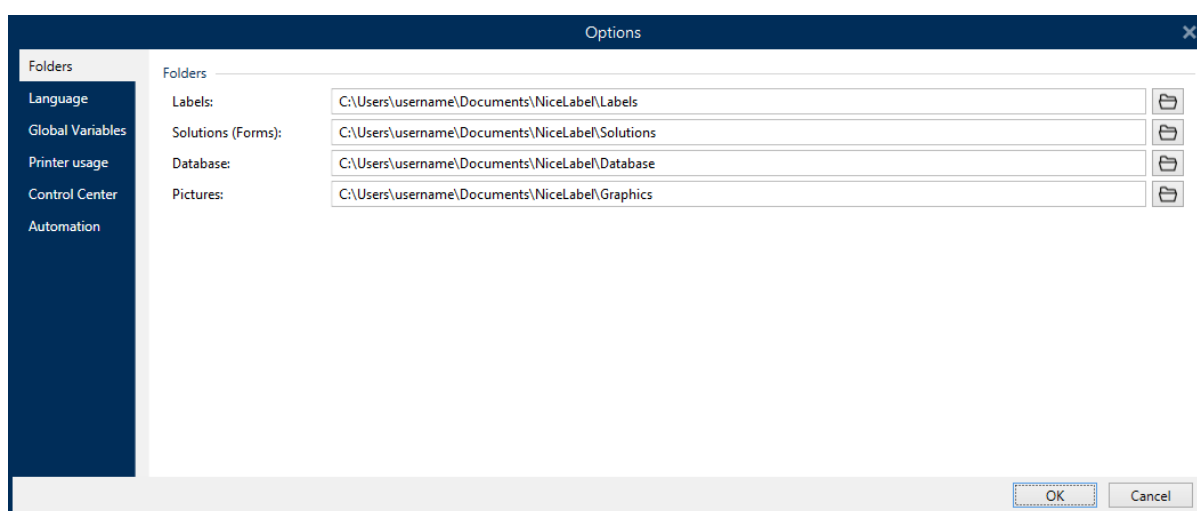 Options
Folders
Language
Global Variables
Printer usage
Control Center
Automation
Folders
Labels: C:\Users\username\Documents\NiceLabel\Labels
Solutions (Forms): C:\Users\username\Documents\NiceLabel\Solutions
Database: C:\Users\username\Documents\NiceLabel\Database
Pictures: C:\Users\username\Documents\NiceLabel\Graphics
OK Cancel